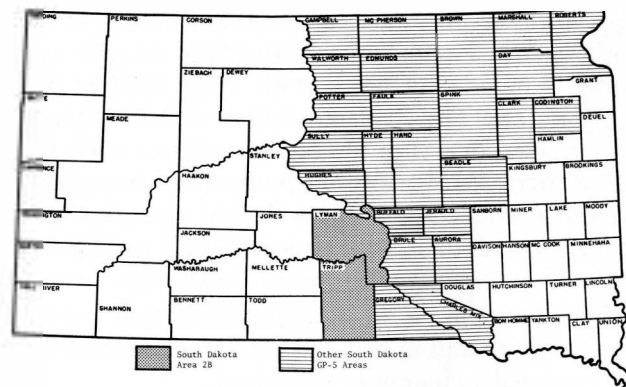 DING
PERKINS
CORSON
CAMPBELL
MC PHERSON
BROWN
MARSHALL
ROBERTS
WALWORTH
EDMUNDS
DAY
ZIEBACH
DEWEY
GRANT
POTTER
FAULK
SPINK
CLARK
CODINGTON
DEUEL
MEADE
HAMLIN
SULLY
HYDE
HAND
STANLEY
BEADLE
KINGSBURY
BROOKINGS
HAAKON
HUGHES
JONES
LYMAN
BUFFALO
JERAULD
SANBORN
MINER
LAKE
MOODY
JACKSON
BRULE
AURORA
DAVISON
HANSON
MC COOK
MINNEHAHA
WASHABAUGH
MELLETTE
TRIPP
DOUGLAS
HUTCHINSON
TURNER
LINCOLN
SHANNON
BENNETT
TODD
GREGORY
CHARLES MIX
BON HOMME
YANKTON
CLAY
UNION
South Dakota
Area 2B
Other South Dakota
GP-5 Areas